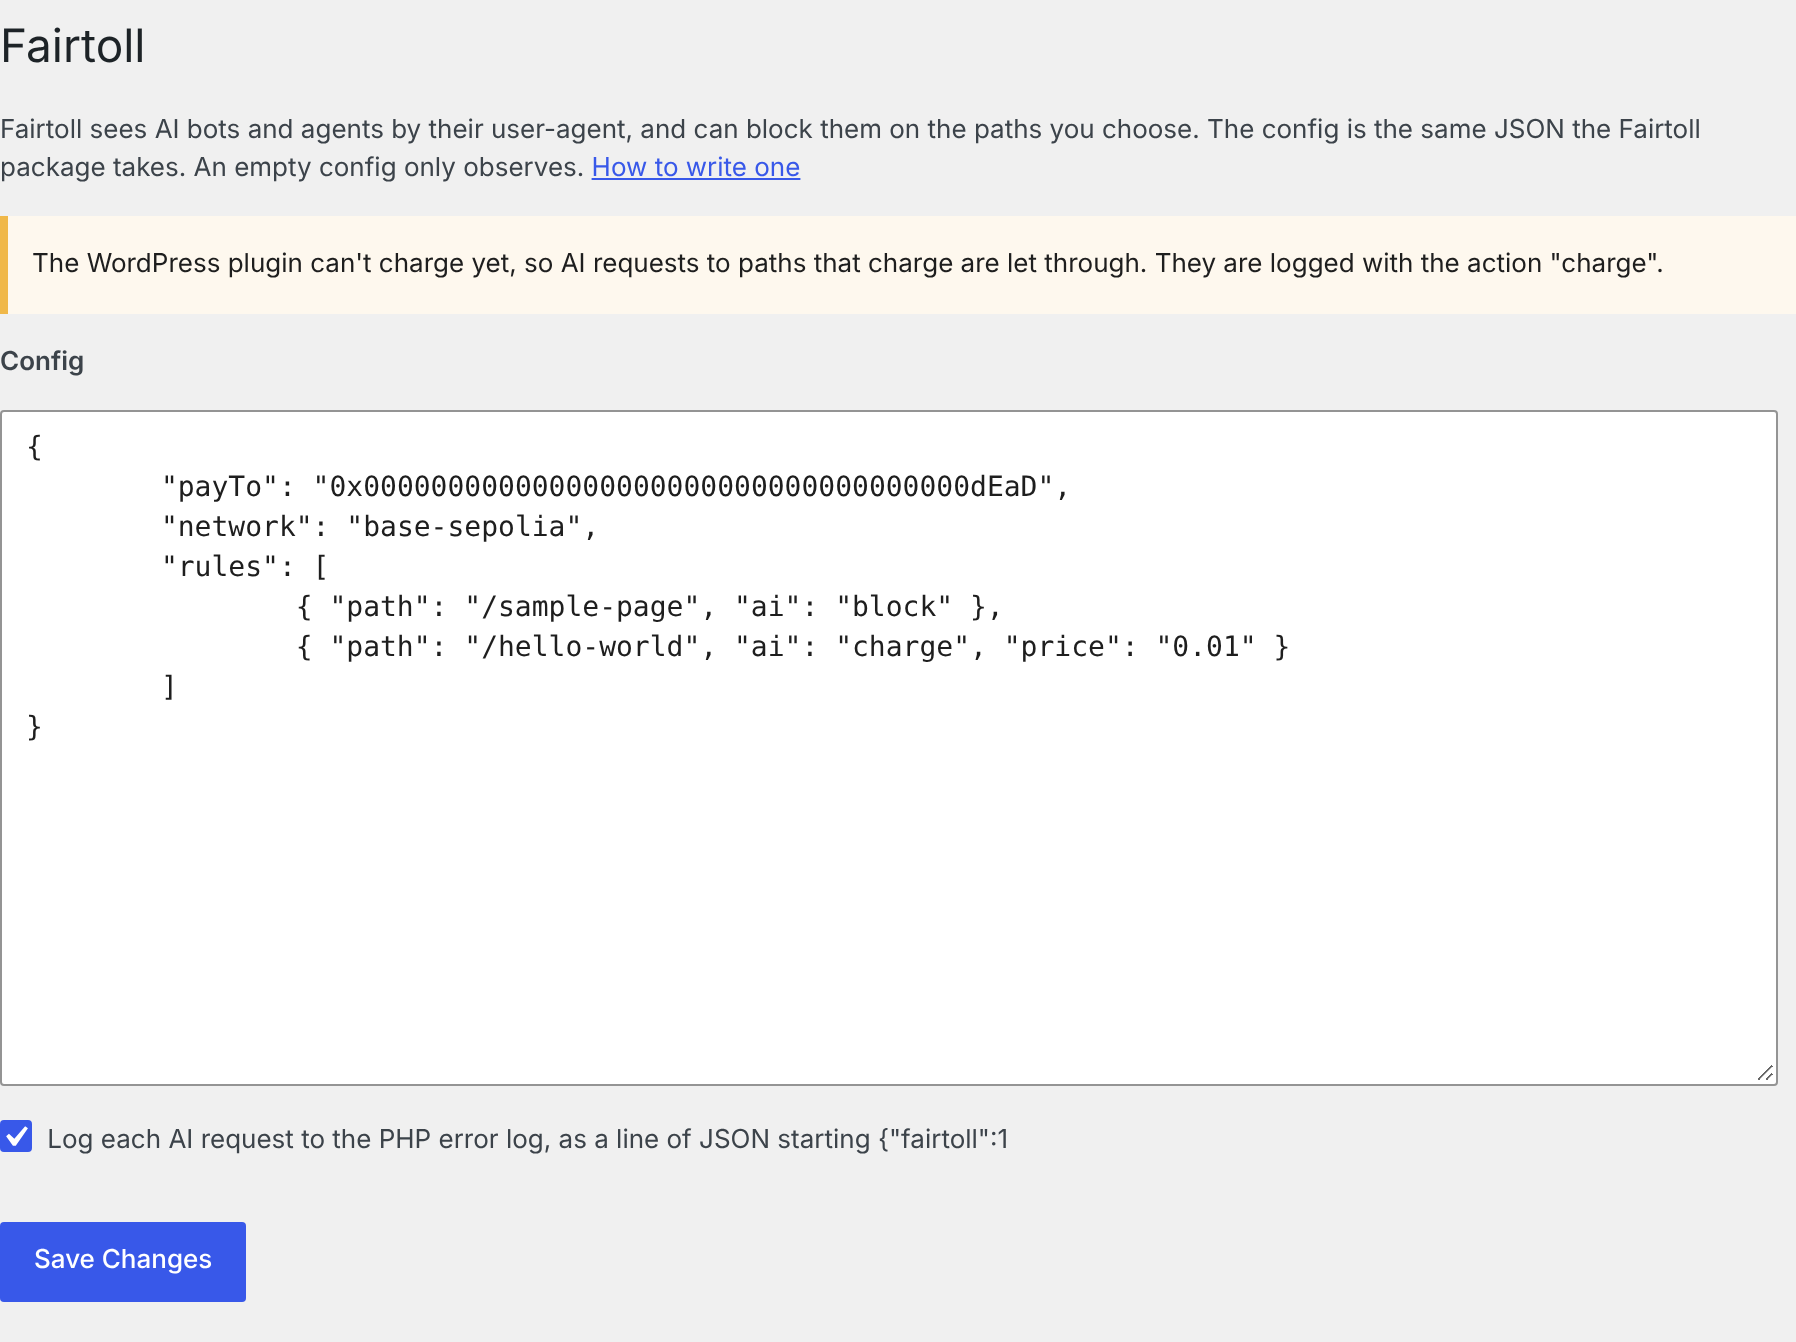 Fairtoll
Fairtoll sees AI bots and agents by their user-agent, and can block them on the paths you choose. The config is the same JSON the Fairtoll
package takes. An empty config only observes. How to write one
The WordPress plugin can't charge yet, so AI requests to paths that charge are let through. They are logged with the action "charge".
Config
{
	"payTo": "0x000000000000000000000000000000000000dEaD",
	"network": "base-sepolia",
	"rules": [
		{ "path": "/sample-page", "ai": "block" },
		{ "path": "/hello-world", "ai": "charge", "price": "0.01" }
	]
}
Log each AI request to the PHP error log, as a line of JSON starting {"fairtoll":1
Save Changes